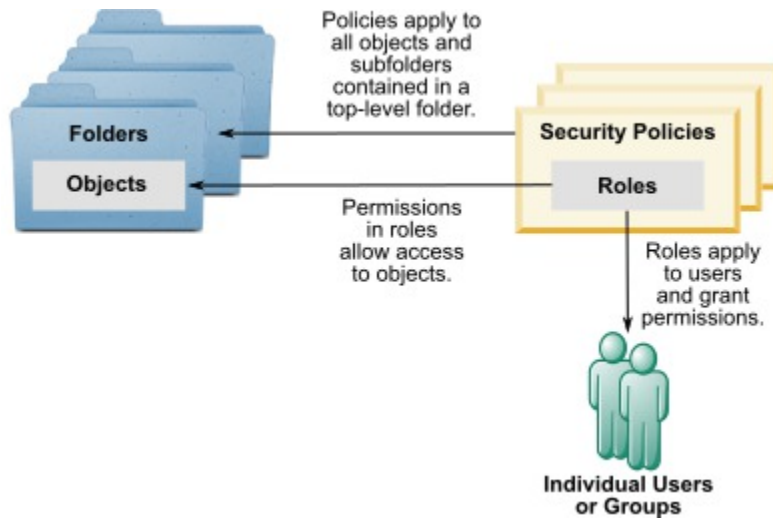 Policies apply to
all objects and
subfolders
contained in a
top-level folder.
Folders
Security Policies
Objects
Roles
Permissions
in roles
allow access
to objects.
Roles apply
to users
and grant
permissions.
Individual Users
or Groups